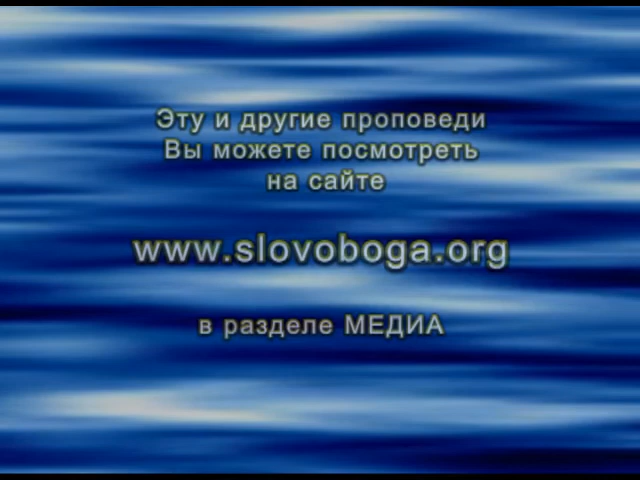 Эту и другие проповеди
Вы можете посмотреть
на сайте
www.slovoboga.org
в разделе МЕДИА